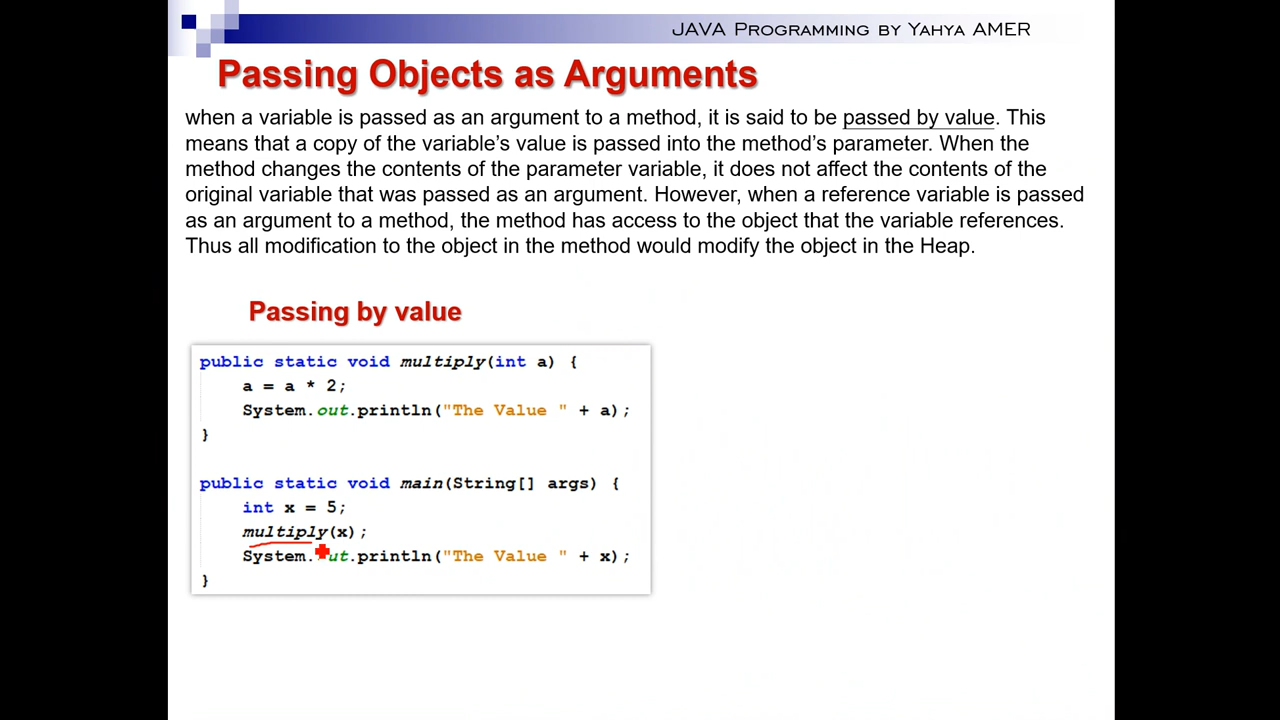 JAVA PROGRAMMING BY YAHYA AMER
Passing Objects as Arguments
when a variable is passed as an argument to a method, it is said to be passed by value. This
means that a copy of the variable's value is passed into the method's parameter. When the
method changes the contents of the parameter variable, it does not affect the contents of the
original variable that was passed as an argument. However, when a reference variable is passed
as an argument to a method, the method has access to the object that the variable references.
Thus all modification to the object in the method would modify the object in the Heap.
Passing by value
public static void multiply(int a) {
a = a * 2;
System.out.println("The Value " + a);
}
public static void main(String[] args) {
int x = 5;
multiply(x);
System. ut.println("The Value " + x);
}